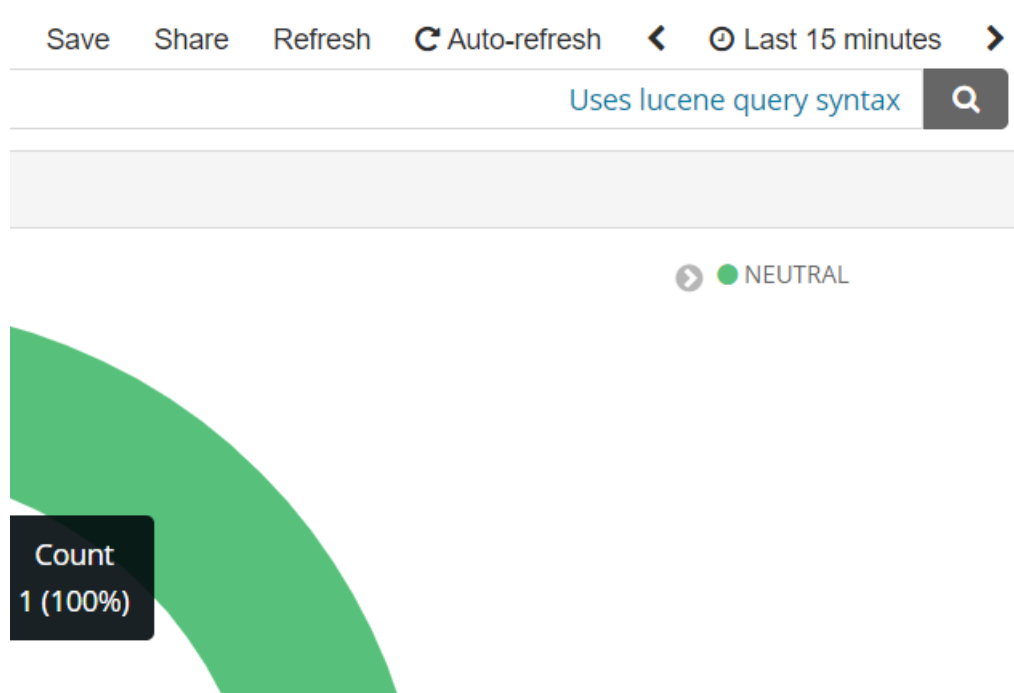 Save Share Refresh Auto-refresh Last 15 minutes
Uses lucene query syntax
NEUTRAL
Count
1 (100%)